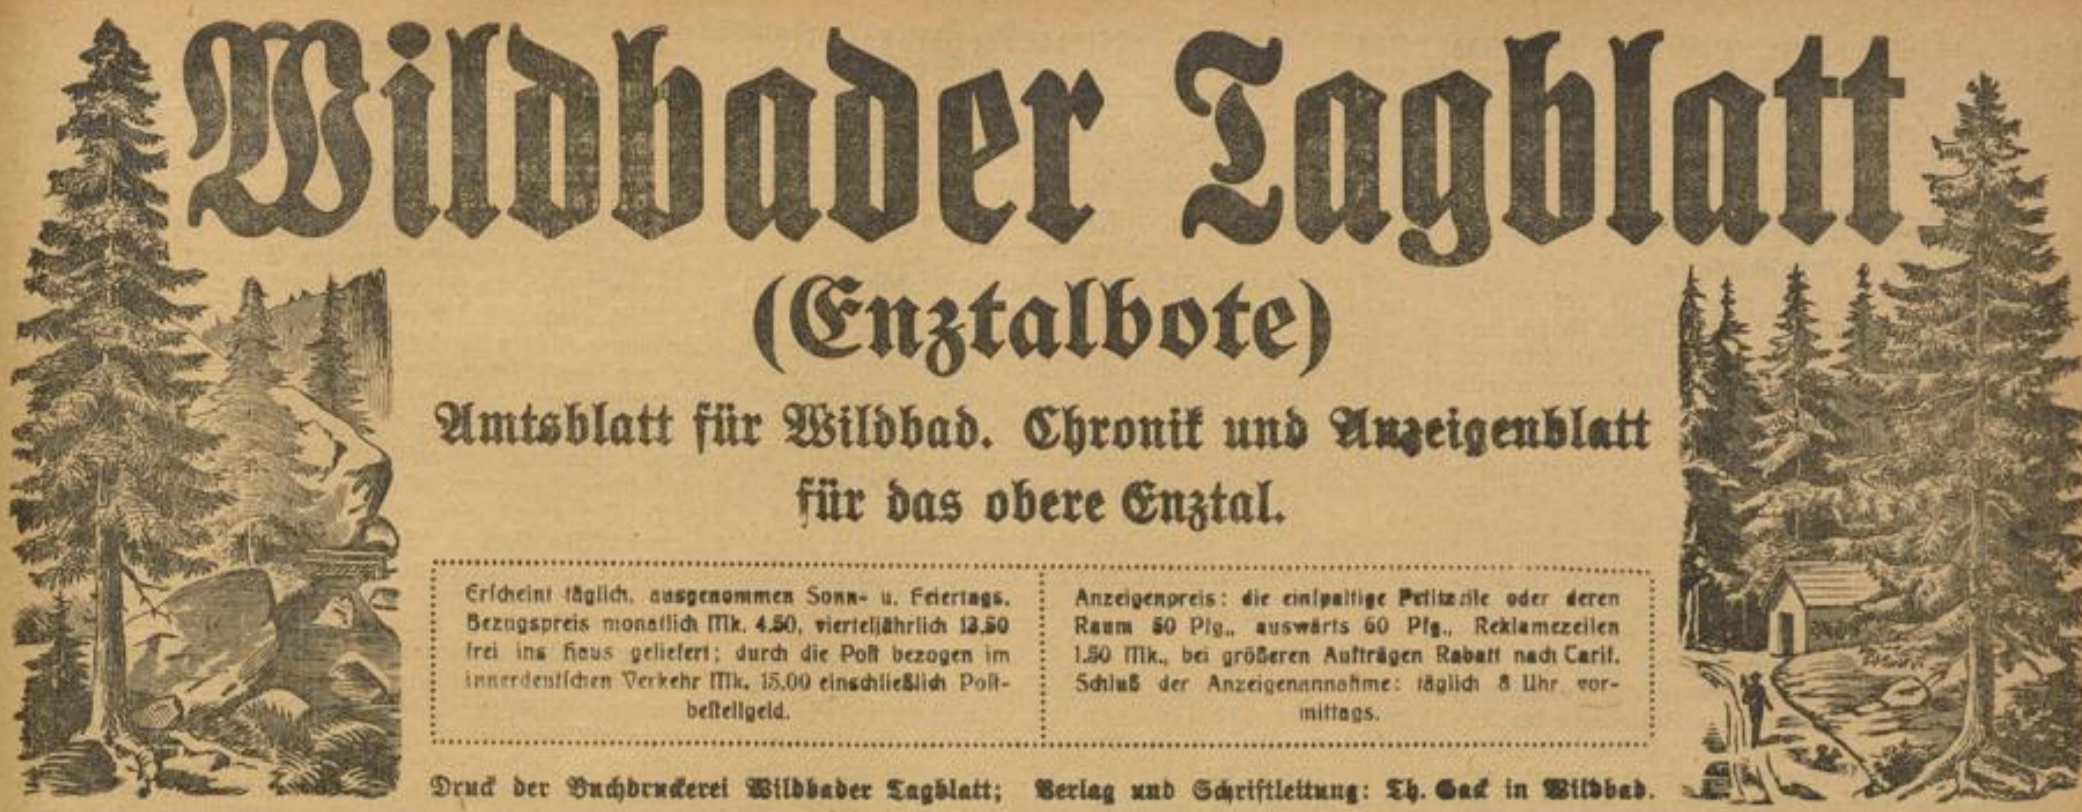 Wildbader Tagblatt
(Enztalbote)
Amtsblatt für Wildbad. Chronik und Anzeigenblatt
für das obere Enztal.
Erscheint täglich, ausgenommen Sonn- u. Feiertags.
Bezugspreis monatlich Mk. 4.50, vierteljährlich 13.50
frei ins Haus geliefert; durch die Post bezogen im
innerdeutschen Verkehr Mk. 15.00 einschließlich Post-
bestellgeld.
Anzeigenpreis: die einspaltige Petitzeile oder deren
Raum 50 Pfg., auswärts 60 Pfg., Reklamezeilen
1.50 Mk., bei größeren Aufträgen Rabatt nach Tarif.
Schluß der Anzeigenannahme: täglich 8 Uhr vor-
mittags.
Druck der Buchdruckerei Wildbader Tagblatt; Verlag und Schriftleitung: Th. Gack in Wildbad.